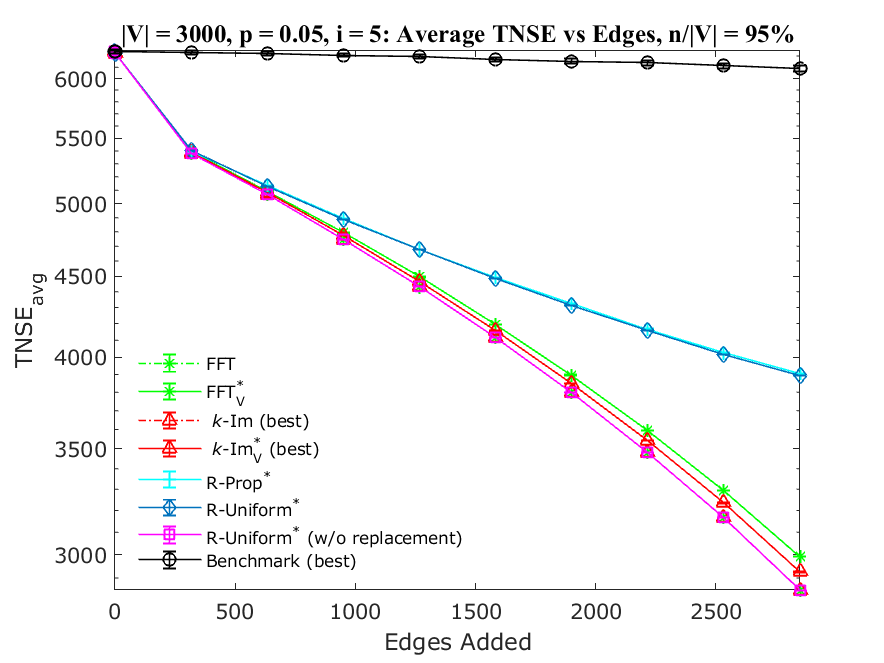 |V| = 3000, p = 0.05, i = 5: Average TNSE vs Edges, n/|V| = 95%
6000
5500
5000
4500
4000
3500
3000
TNSE_avg
FFT
FFT*_V
k-Im (best)
k-Im*_V (best)
R-Prop*
R-Uniform*
R-Uniform* (w/o replacement)
Benchmark (best)
0 500 1000 1500 2000 2500
Edges Added